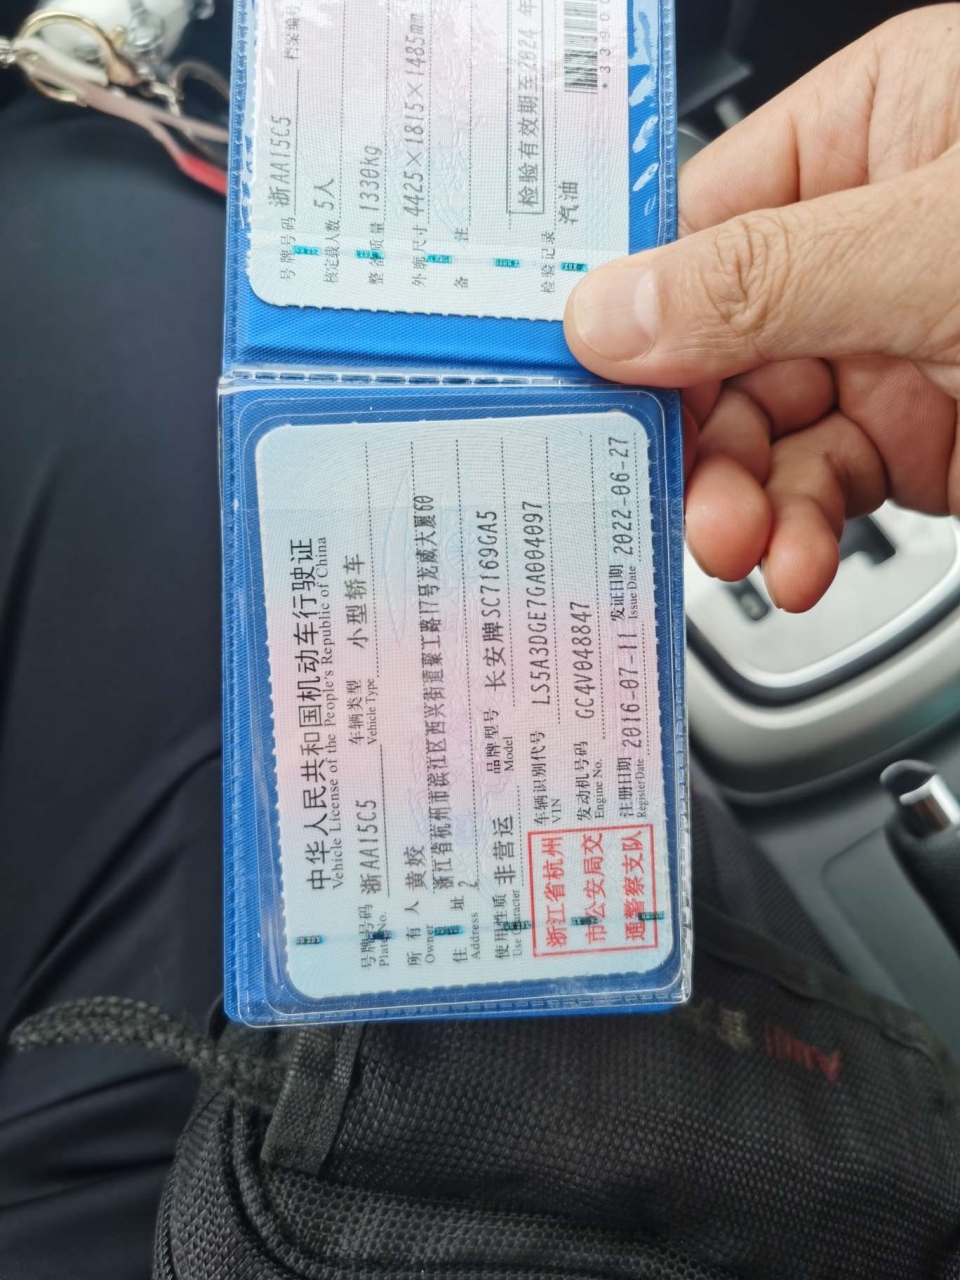 中华人民共和国机动车行驶证
Vehicle License of the People's Republic of China
号牌号码 浙AA15C5 车辆类型 小型轿车
Plate No. Vehicle Type
所有人 黄姣
Owner
住址 浙江省杭州市滨江区西兴街道聚工路17号龙威大厦60
2
Address
使用性质 非营运 品牌型号 长安牌SC7169GA5
Use Character Model
车辆识别代号 LS5A3DGE7GA004097
VIN
发动机号码 GC4V048847
Engine No.
注册日期 2016-07-11 发证日期 2022-06-27
Register Date Issue Date
浙江省杭州
市公安局交
通警察支队
号牌号码 浙AA15C5 档案编号
核定载人数 5人
整备质量 1330kg
外廓尺寸 4425×1815×1485mm
备注
检验有效期至2024年
检验记录 汽油